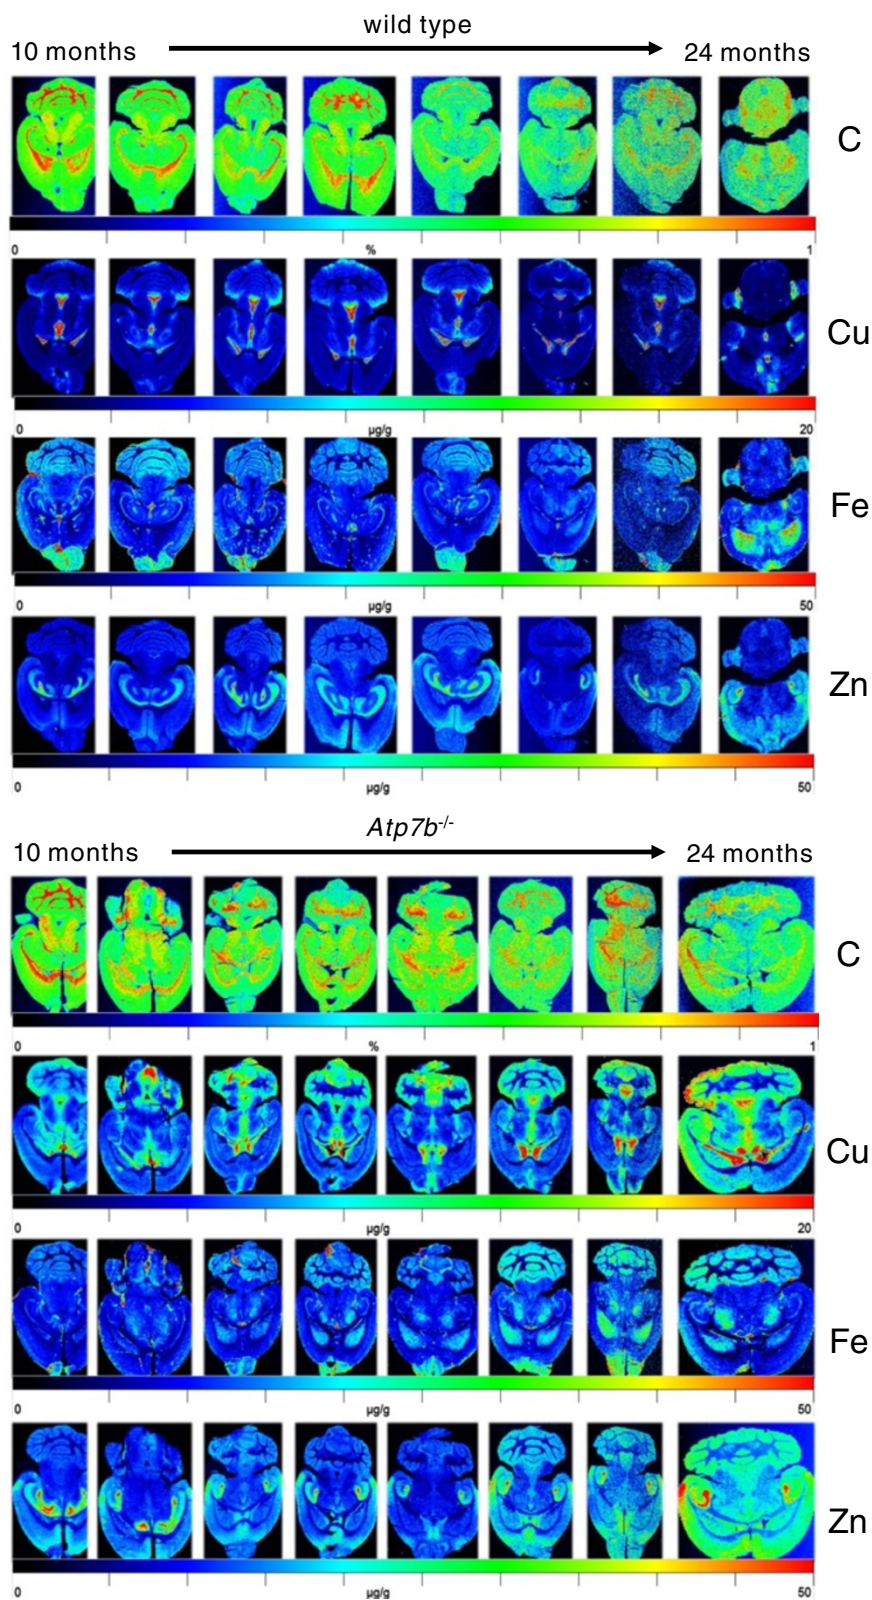 wild type
10 months 24 months
C
0 % 1
Cu
0 µg/g 20
Fe
0 µg/g 50
Zn
0 µg/g 50
Atp7b-/-
10 months 24 months
C
0 % 1
Cu
0 µg/g 20
Fe
0 µg/g 50
Zn
0 µg/g 50